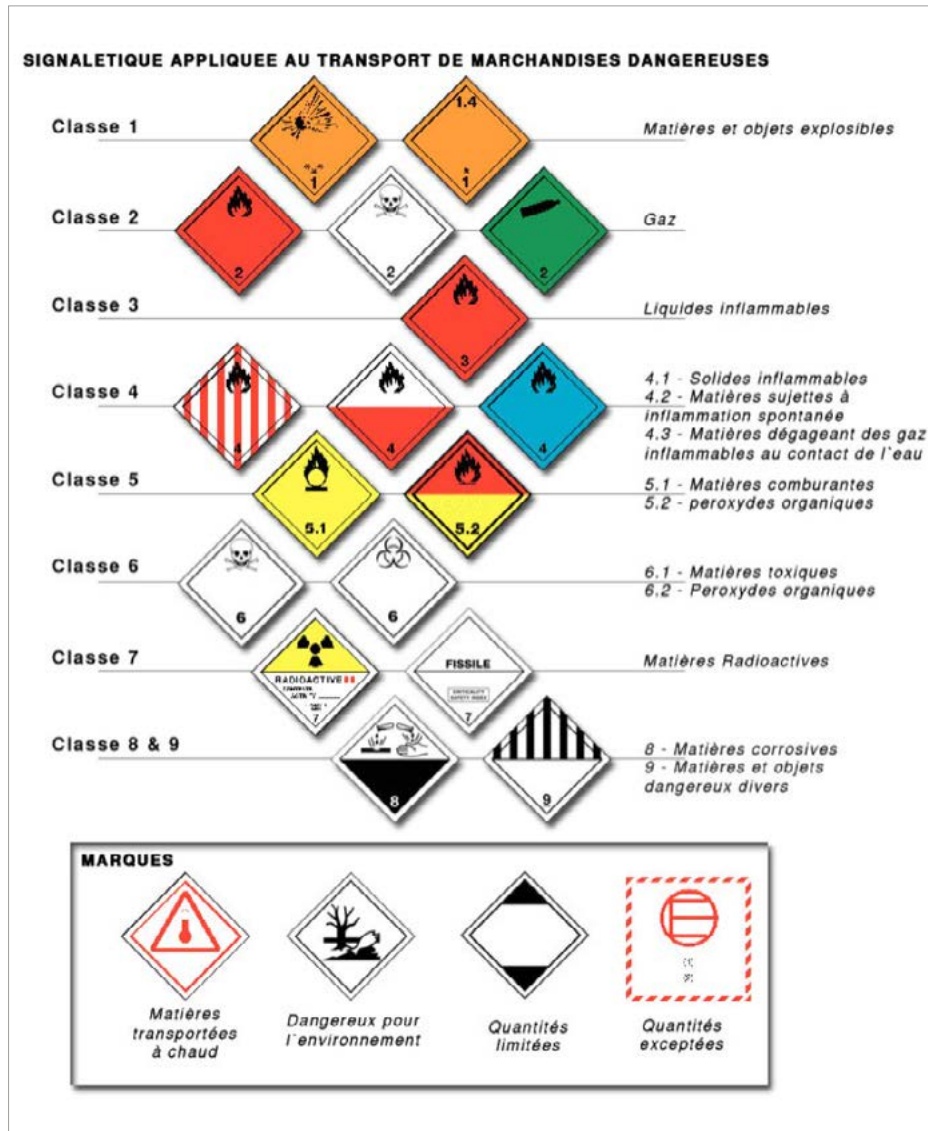 SIGNALETIQUE APPLIQUEE AU TRANSPORT DE MARCHANDISES DANGEREUSES
Classe 1
1.4
1
1
Matières et objets explosibles
Classe 2
2
2
2
Gaz
Classe 3
3
Liquides inflammables
Classe 4
4
4
4
4.1 - Solides inflammables
4.2 - Matières sujettes à
inflammation spontanée
4.3 - Matières dégageant des gaz
inflammables au contact de l`eau
Classe 5
5.1
5.2
5.1 - Matières comburantes
5.2 - peroxydes organiques
Classe 6
6
6
6.1 - Matières toxiques
6.2 - Peroxydes organiques
Classe 7
RADIOACTIVE II
7
FISSILE
CRITICALITY
SAFETY INDEX
7
Matières Radioactives
Classe 8 & 9
8
9
8 - Matières corrosives
9 - Matières et objets
dangereux divers
MARQUES
Matières
transportées
à chaud
Dangereux pour
l`environnement
Quantités
limitées
Quantités
exceptées